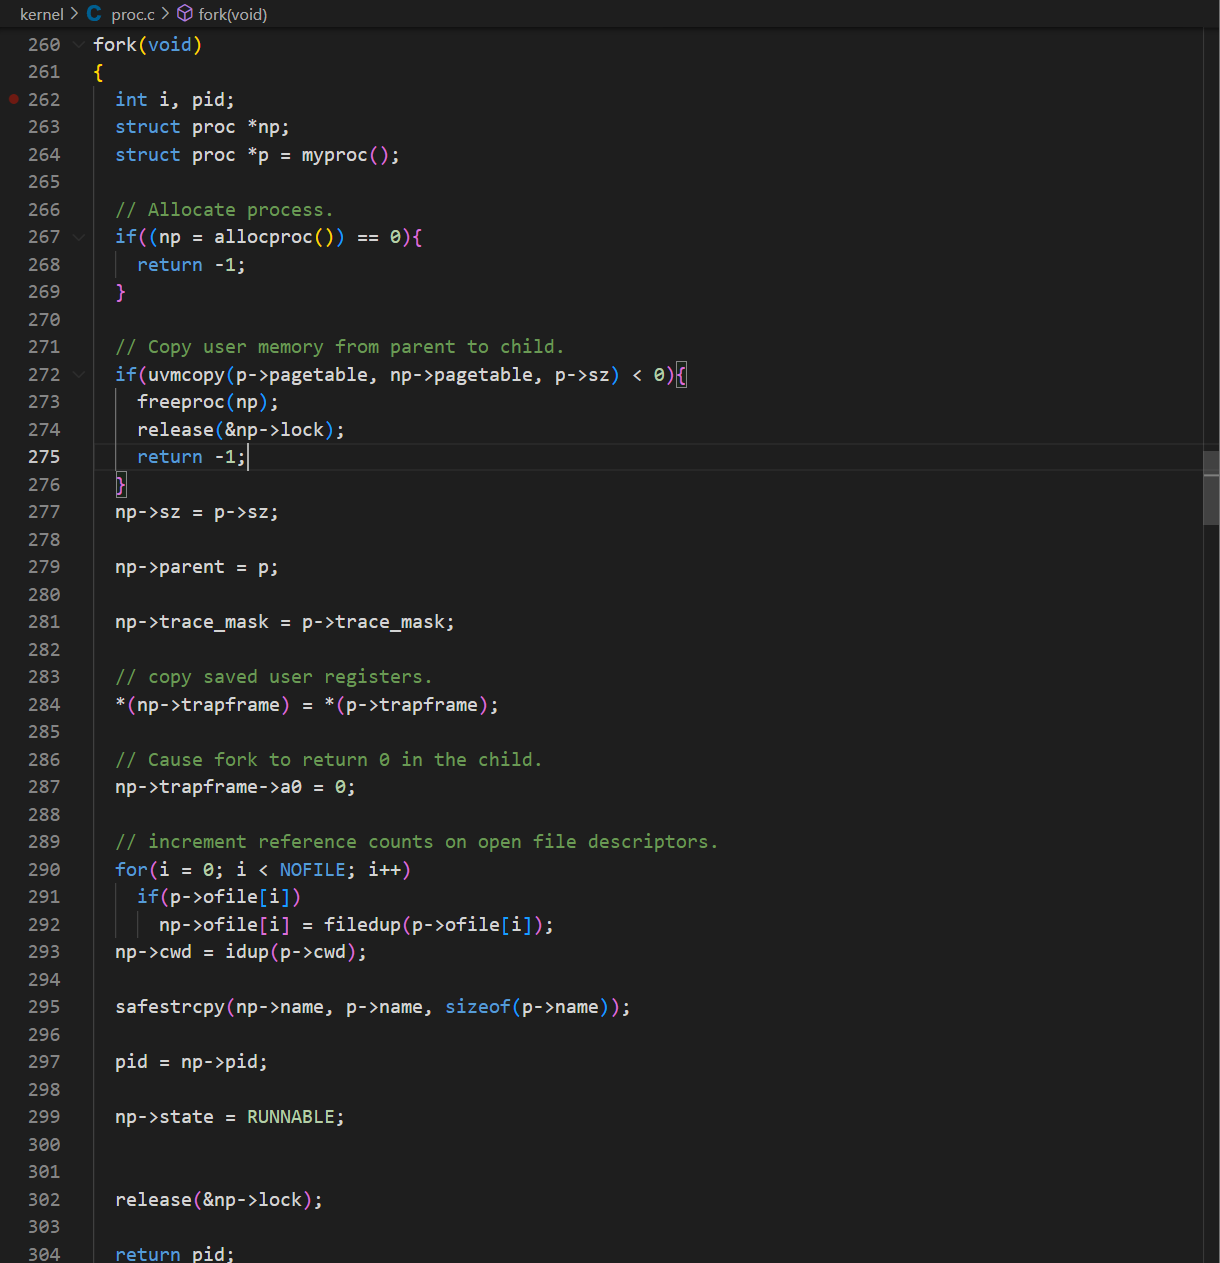 kernel > C proc.c > fork(void)
260 fork(void)
261 {
262   int i, pid;
263   struct proc *np;
264   struct proc *p = myproc();
265
266   // Allocate process.
267   if((np = allocproc()) == 0){
268     return -1;
269   }
270
271   // Copy user memory from parent to child.
272   if(uvmcopy(p->pagetable, np->pagetable, p->sz) < 0){
273     freeproc(np);
274     release(&np->lock);
275     return -1;
276   }
277   np->sz = p->sz;
278
279   np->parent = p;
280
281   np->trace_mask = p->trace_mask;
282
283   // copy saved user registers.
284   *(np->trapframe) = *(p->trapframe);
285
286   // Cause fork to return 0 in the child.
287   np->trapframe->a0 = 0;
288
289   // increment reference counts on open file descriptors.
290   for(i = 0; i < NOFILE; i++)
291     if(p->ofile[i])
292       np->ofile[i] = filedup(p->ofile[i]);
293   np->cwd = idup(p->cwd);
294
295   safestrcpy(np->name, p->name, sizeof(p->name));
296
297   pid = np->pid;
298
299   np->state = RUNNABLE;
300
301
302   release(&np->lock);
303
304   return pid;